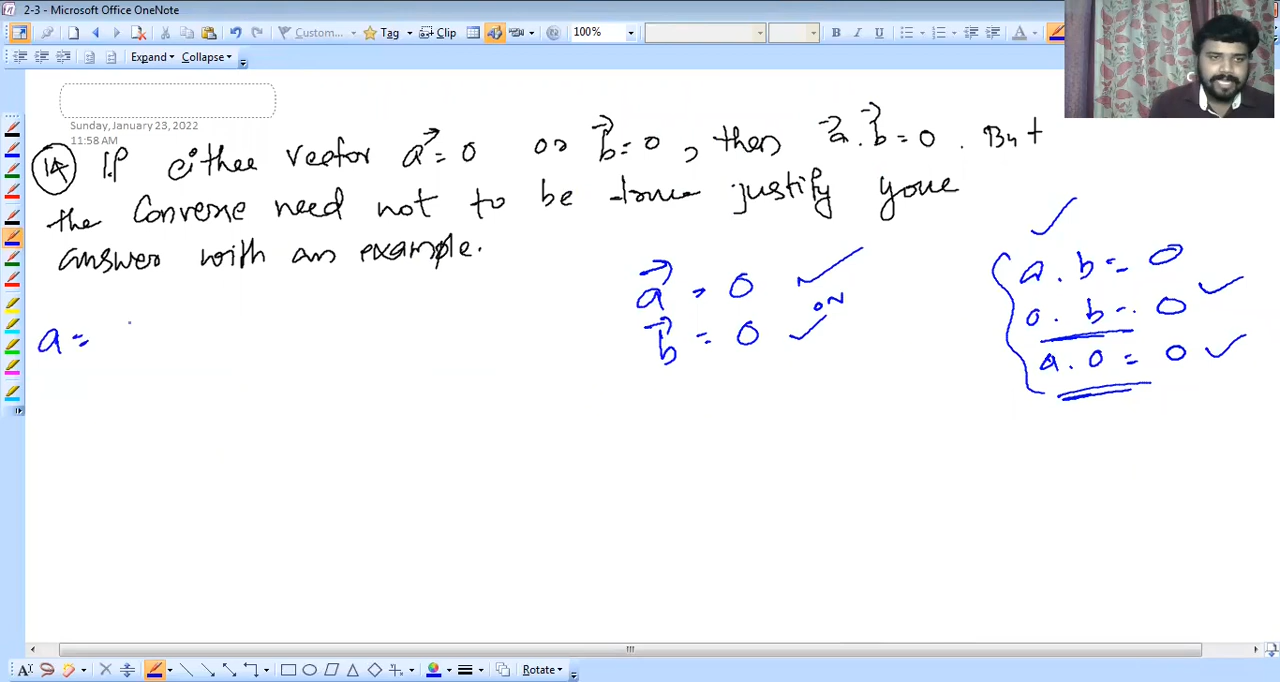 2-3 - Microsoft Office OneNote
Custom... Tag Clip 100% B I U A
Expand Collapse
Sunday, January 23, 2022
11:58 AM
14 If either vector a⃗ = 0 or b⃗ = 0, then a⃗ . b⃗ = 0 . But
the Converse need not to be true justify your
answer with an example.
a⃗ = 0 ✓
or
b⃗ = 0 ✓
✓
a . b = 0
0 . b = 0 ✓
a . 0 = 0 ✓
a =
Rotate